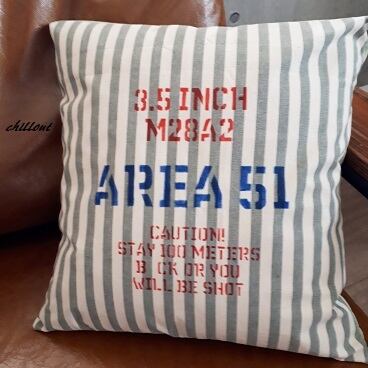 3.5 INCH
M28A2
AREA 51
CAUTION!
STAY 100 METERS
B CK OR YOU
WILL BE SHOT
chillout